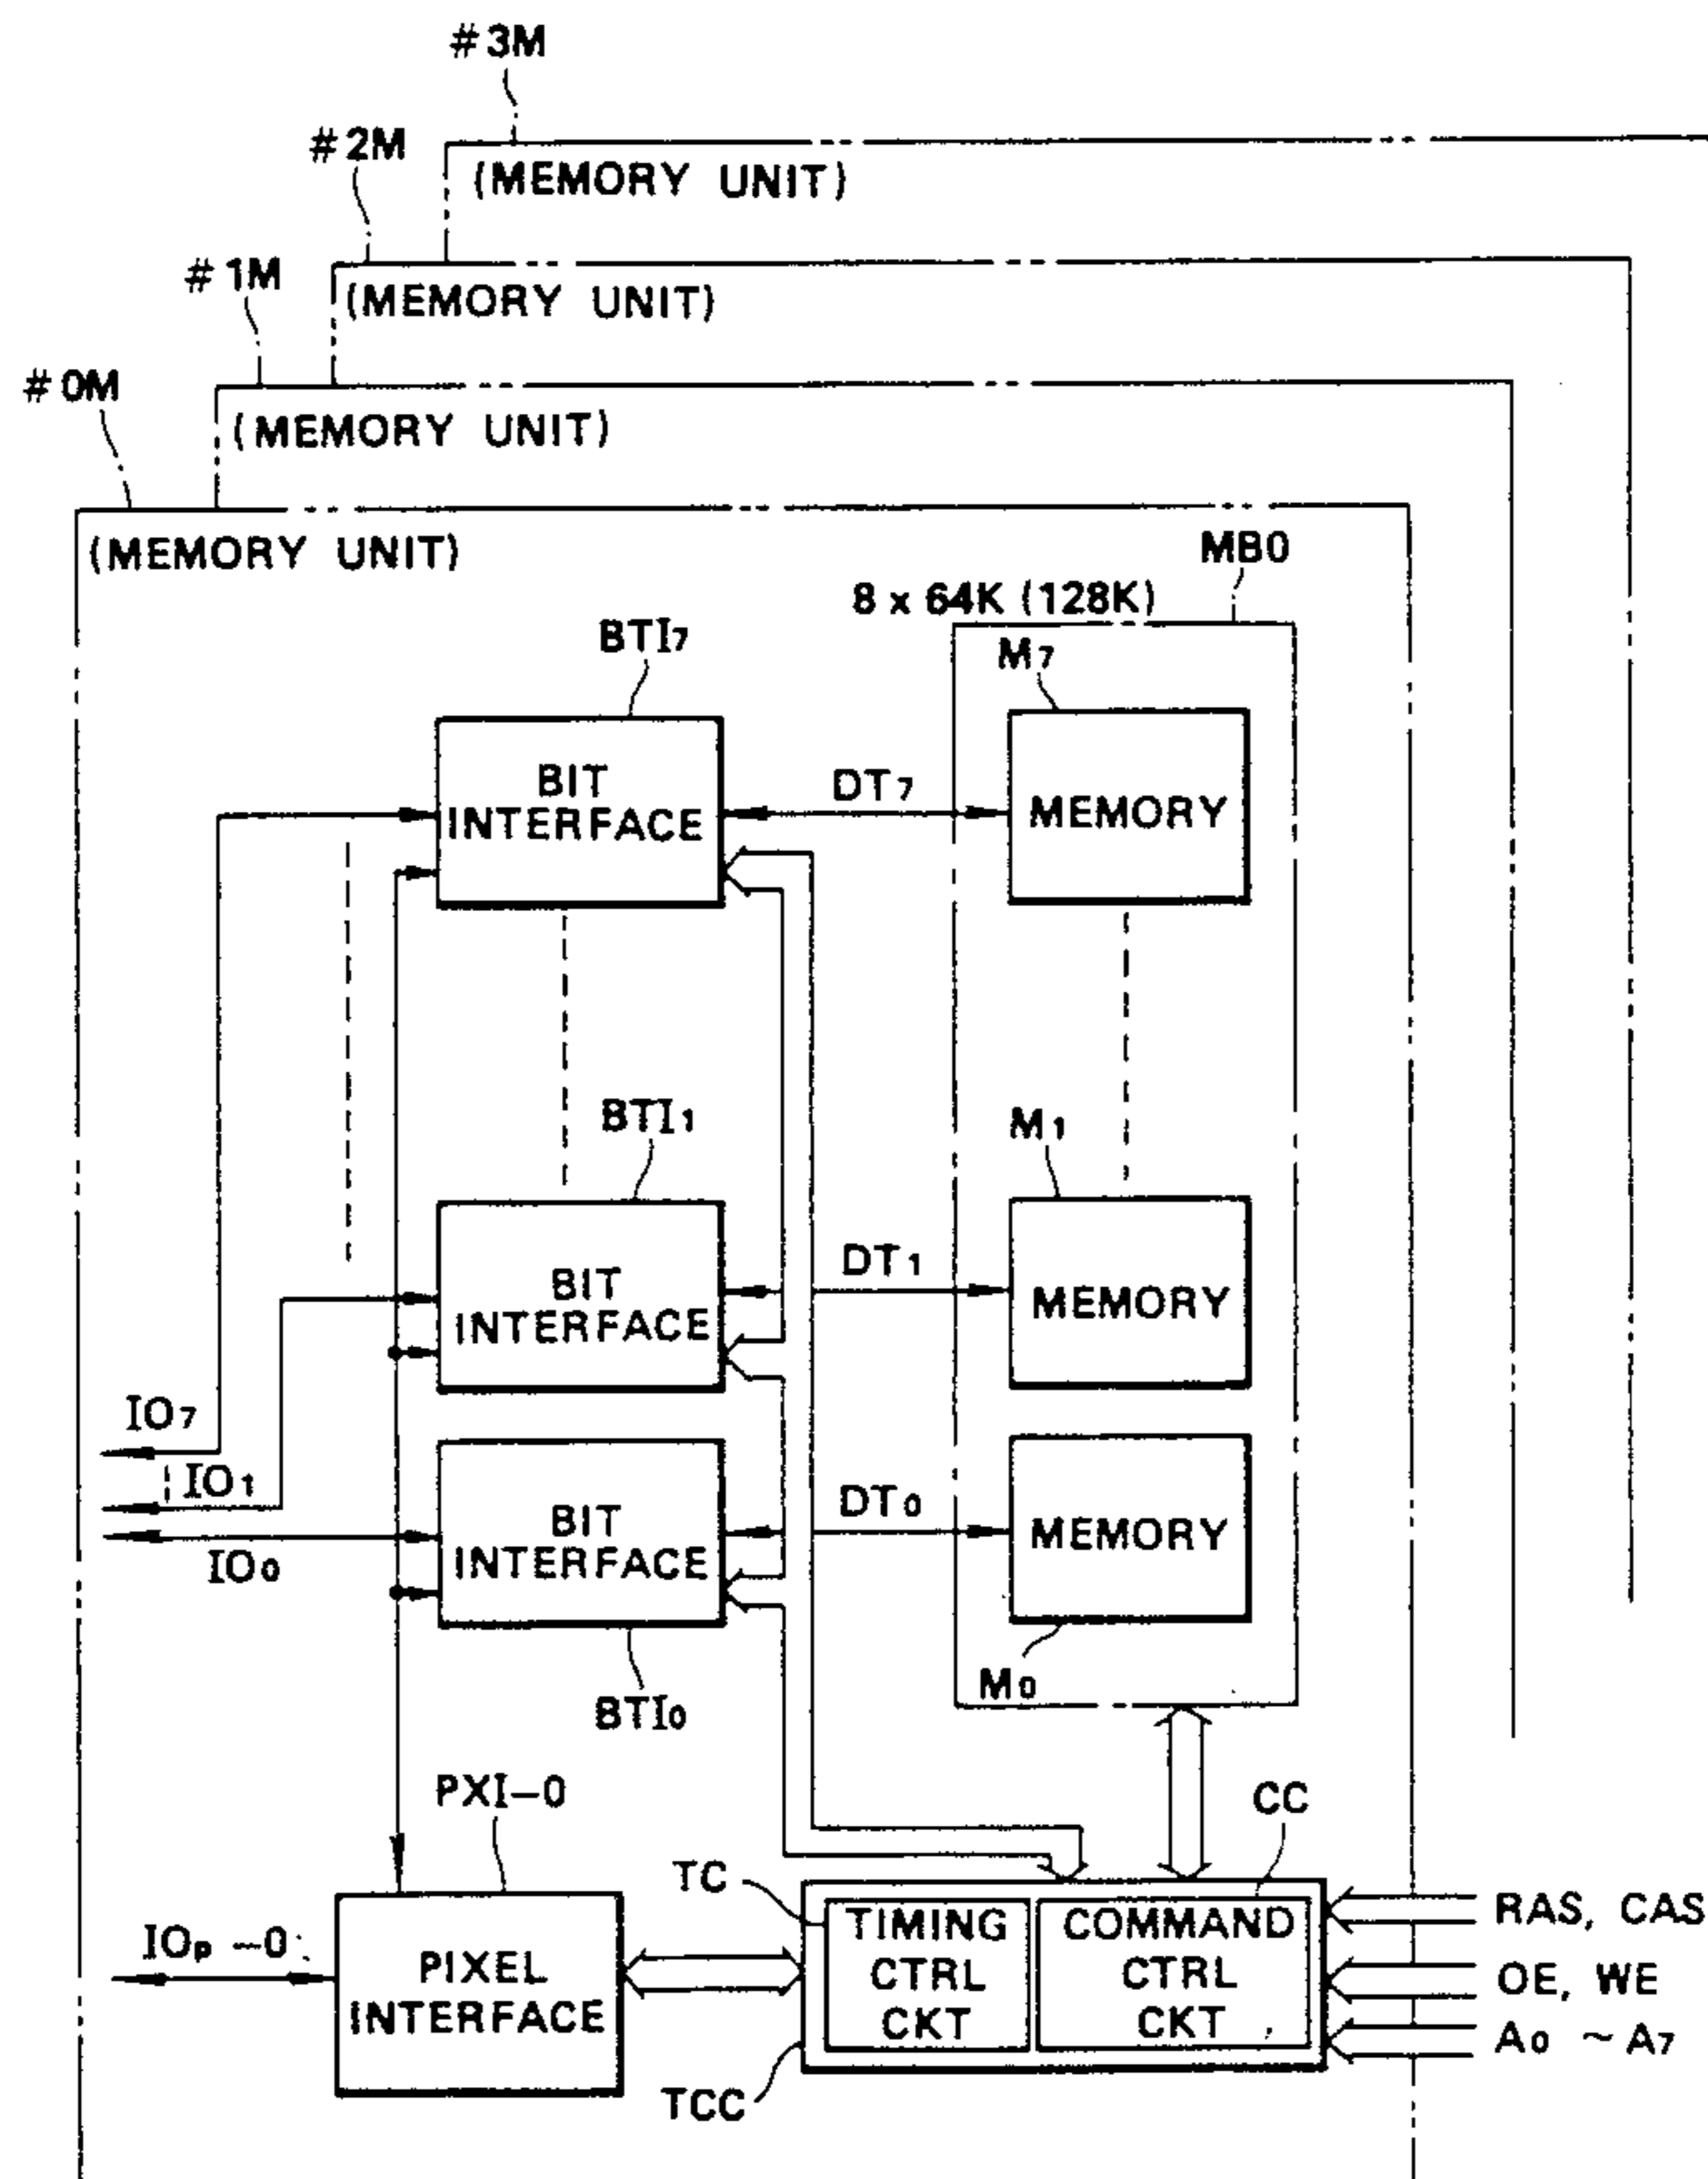 #3M
#2M
(MEMORY UNIT)
#1M
(MEMORY UNIT)
#0M
(MEMORY UNIT)
(MEMORY UNIT)
MB0
8 x 64K (128K)
BTI7
M7
BIT
INTERFACE
DT7
MEMORY
BTI1
M1
BIT
INTERFACE
DT1
MEMORY
IO7
IO1
IO0
BIT
INTERFACE
DT0
MEMORY
BTI0
M0
PXI-0
CC
TC
IOp -0
PIXEL
INTERFACE
TIMING
CTRL
CKT
COMMAND
CTRL
CKT
RAS, CAS
OE, WE
A0 ~ A7
TCC